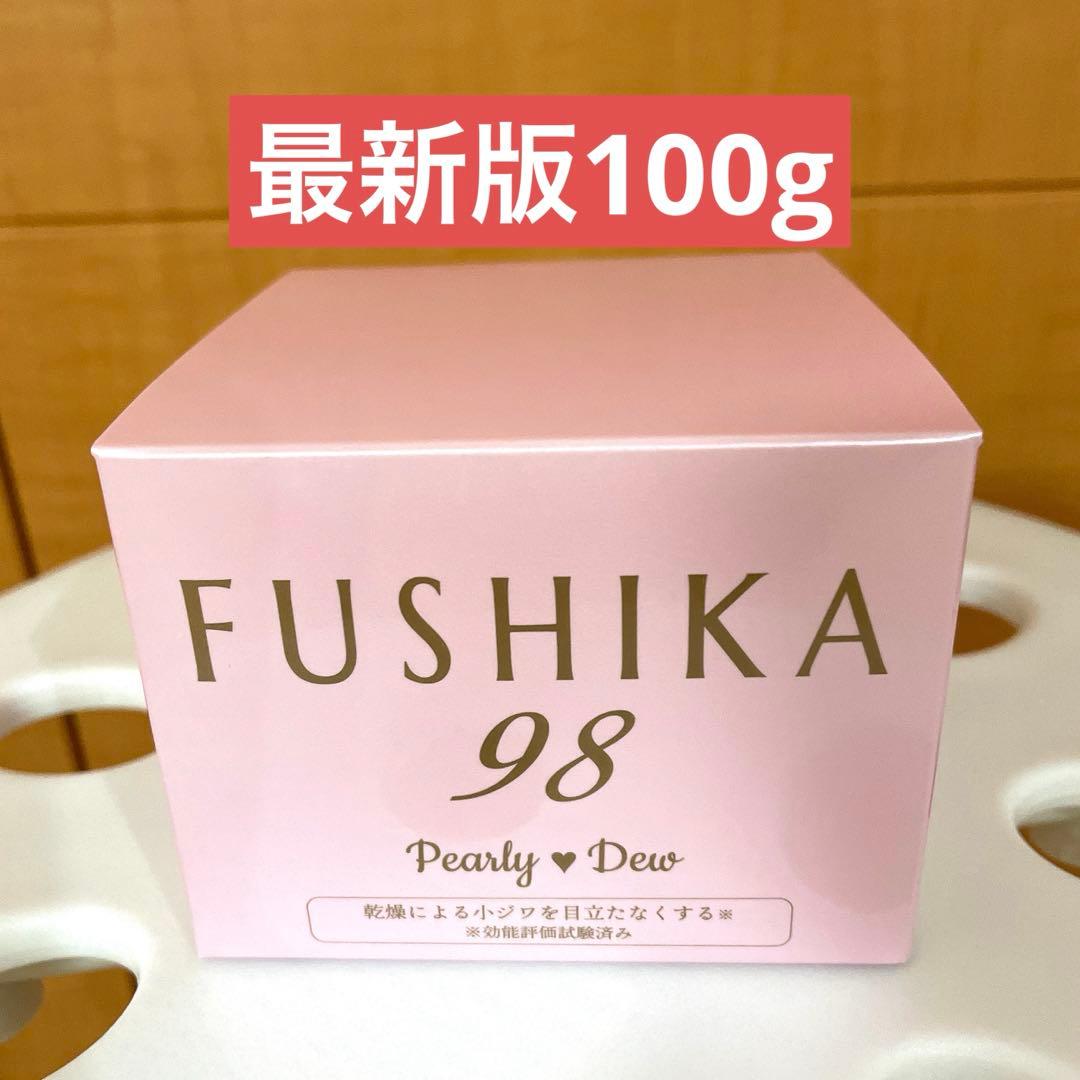 最新版100g
FUSHIKA
98
Pearly ♥ Dew
乾燥による小ジワを目立たなくする※
※効能評価試験済み